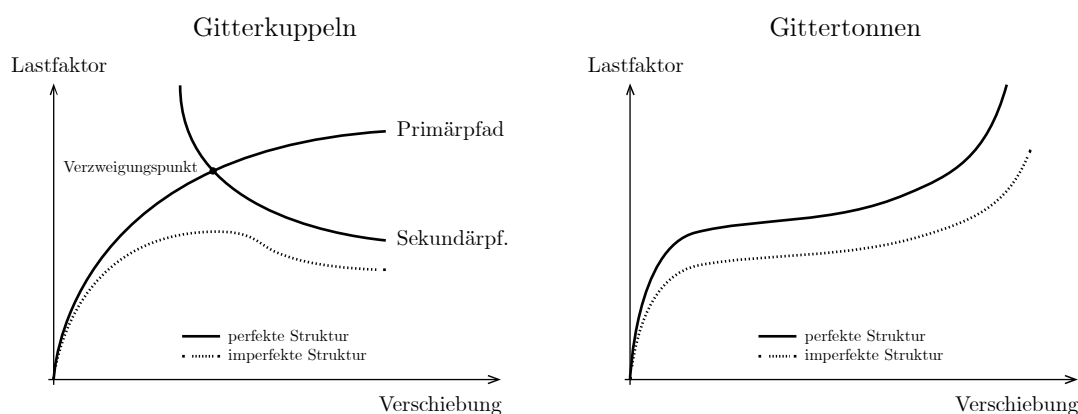 Gitterkuppeln
Lastfaktor
Primärpfad
Verzweigungspunkt
Sekundärpf.
perfekte Struktur
imperfekte Struktur
Verschiebung
Gittertonnen
Lastfaktor
perfekte Struktur
imperfekte Struktur
Verschiebung